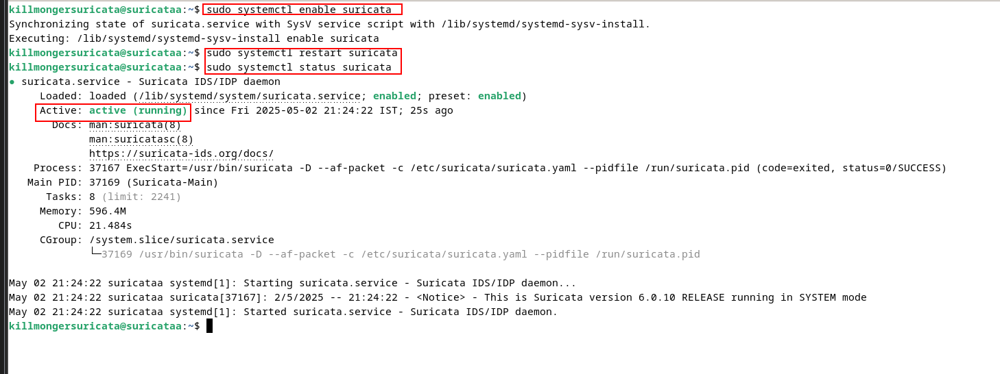 killmongersuricata@suricataa:~$ sudo systemctl enable suricata
Synchronizing state of suricata.service with SysV service script with /lib/systemd/systemd-sysv-install.
Executing: /lib/systemd/systemd-sysv-install enable suricata
killmongersuricata@suricataa:~$ sudo systemctl restart suricata
killmongersuricata@suricataa:~$ sudo systemctl status suricata
● suricata.service - Suricata IDS/IDP daemon
     Loaded: loaded (/lib/systemd/system/suricata.service; enabled; preset: enabled)
     Active: active (running) since Fri 2025-05-02 21:24:22 IST; 25s ago
       Docs: man:suricata(8)
             man:suricatasc(8)
             https://suricata-ids.org/docs/
    Process: 37167 ExecStart=/usr/bin/suricata -D --af-packet -c /etc/suricata/suricata.yaml --pidfile /run/suricata.pid (code=exited, status=0/SUCCESS)
   Main PID: 37169 (Suricata-Main)
      Tasks: 8 (limit: 2241)
     Memory: 596.4M
        CPU: 21.484s
     CGroup: /system.slice/suricata.service
             └─37169 /usr/bin/suricata -D --af-packet -c /etc/suricata/suricata.yaml --pidfile /run/suricata.pid

May 02 21:24:22 suricataa systemd[1]: Starting suricata.service - Suricata IDS/IDP daemon...
May 02 21:24:22 suricataa suricata[37167]: 2/5/2025 -- 21:24:22 - <Notice> - This is Suricata version 6.0.10 RELEASE running in SYSTEM mode
May 02 21:24:22 suricataa systemd[1]: Started suricata.service - Suricata IDS/IDP daemon.
killmongersuricata@suricataa:~$